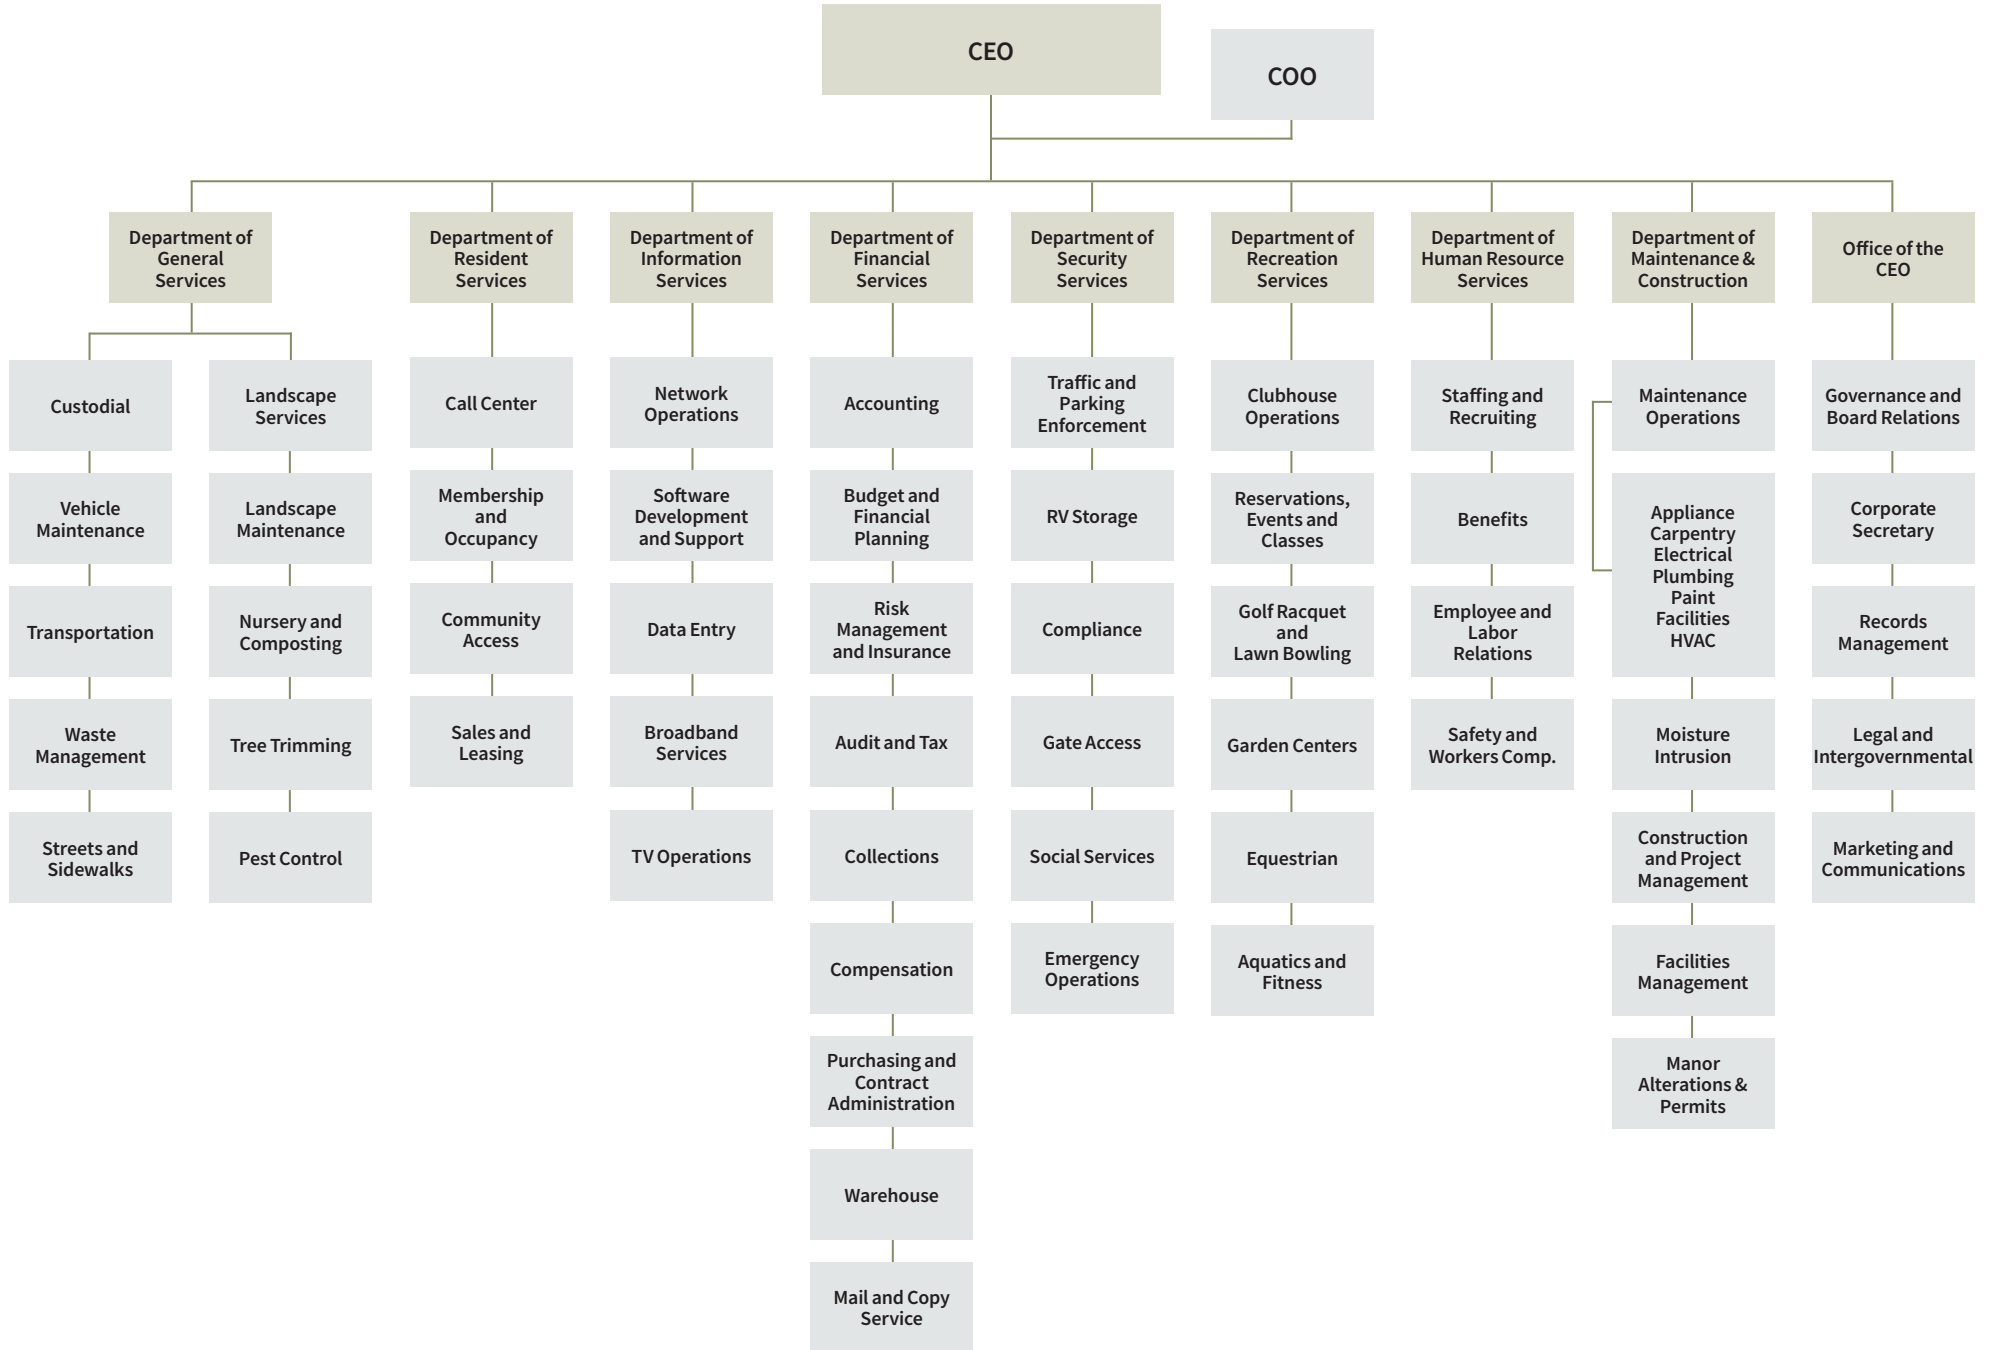 CEO
COO
Department of
General
Services
Department of
Resident
Services
Department of
Information
Services
Department of
Financial
Services
Department of
Security
Services
Department of
Recreation
Services
Department of
Human Resource
Services
Department of
Maintenance &
Construction
Office of the
CEO
Custodial
Vehicle
Maintenance
Transportation
Waste
Management
Streets and
Sidewalks
Landscape
Services
Landscape
Maintenance
Nursery and
Composting
Tree Trimming
Pest Control
Call Center
Membership
and
Occupancy
Community
Access
Sales and
Leasing
Network
Operations
Software
Development
and Support
Data Entry
Broadband
Services
TV Operations
Accounting
Budget and
Financial
Planning
Risk
Management
and Insurance
Audit and Tax
Collections
Compensation
Purchasing and
Contract
Administration
Warehouse
Mail and Copy
Service
Traffic and
Parking
Enforcement
RV Storage
Compliance
Gate Access
Social Services
Emergency
Operations
Clubhouse
Operations
Reservations,
Events and
Classes
Golf Racquet
and
Lawn Bowling
Garden Centers
Equestrian
Aquatics and
Fitness
Staffing and
Recruiting
Benefits
Employee and
Labor
Relations
Safety and
Workers Comp.
Maintenance
Operations
Appliance
Carpentry
Electrical
Plumbing
Paint
Facilities
HVAC
Moisture
Intrusion
Construction
and Project
Management
Facilities
Management
Manor
Alterations &
Permits
Governance and
Board Relations
Corporate
Secretary
Records
Management
Legal and
Intergovernmental
Marketing and
Communications